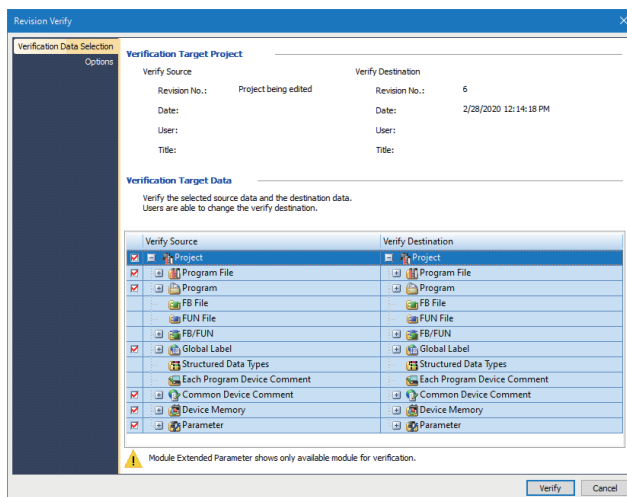 Revision Verify
Verification Data Selection
Options
Verification Target Project
Verify Source Verify Destination
Revision No.: Project being edited Revision No.: 6
Date: Date: 2/28/2020 12:14:18 PM
User: User:
Title: Title:
Verification Target Data
Verify the selected source data and the destination data.
Users are able to change the verify destination.
Verify Source Verify Destination
Project Project
Program File Program File
Program Program
FB File FB File
FUN File FUN File
FB/FUN FB/FUN
Global Label Global Label
Structured Data Types Structured Data Types
Each Program Device Comment Each Program Device Comment
Common Device Comment Common Device Comment
Device Memory Device Memory
Parameter Parameter
Module Extended Parameter shows only available module for verification.
Verify Cancel